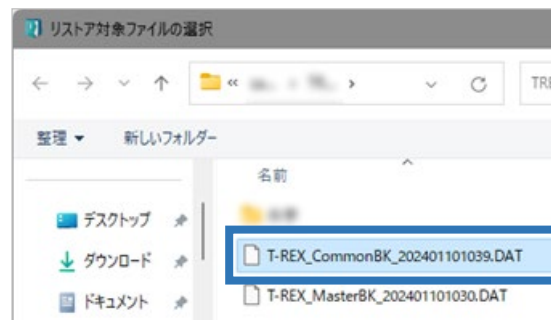 リストア対象ファイルの選択
«
TRE
整理 新しいフォルダー
名前
デスクトップ
T-REX_CommonBK_202401101039.DAT
ダウンロード
T-REX_MasterBK_202401101030.DAT
ドキュメント